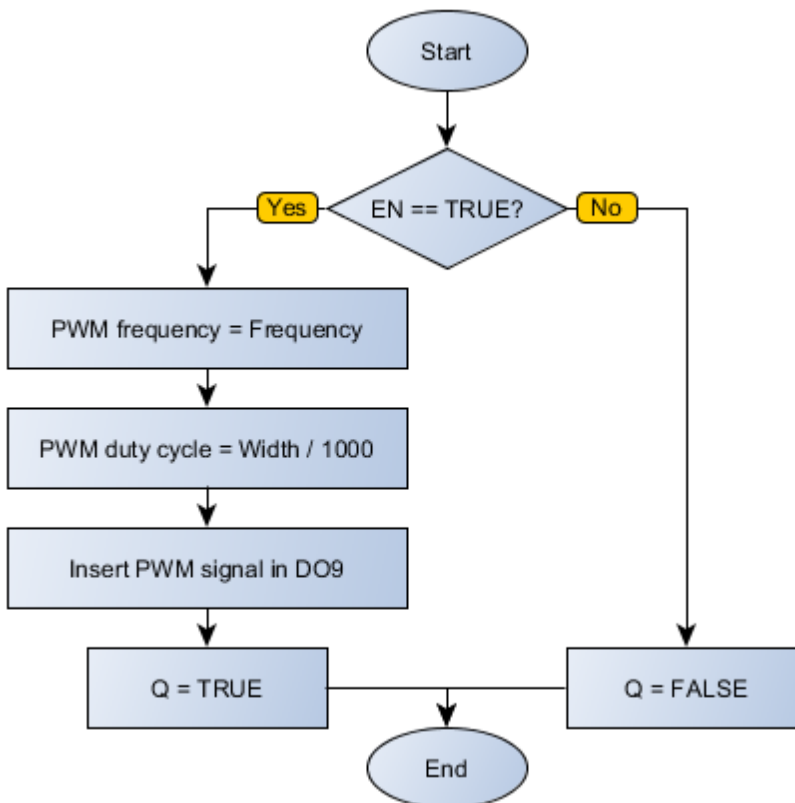 Start
EN == TRUE?
Yes
No
PWM frequency = Frequency
PWM duty cycle = Width / 1000
Insert PWM signal in DO9
Q = TRUE
Q = FALSE
End